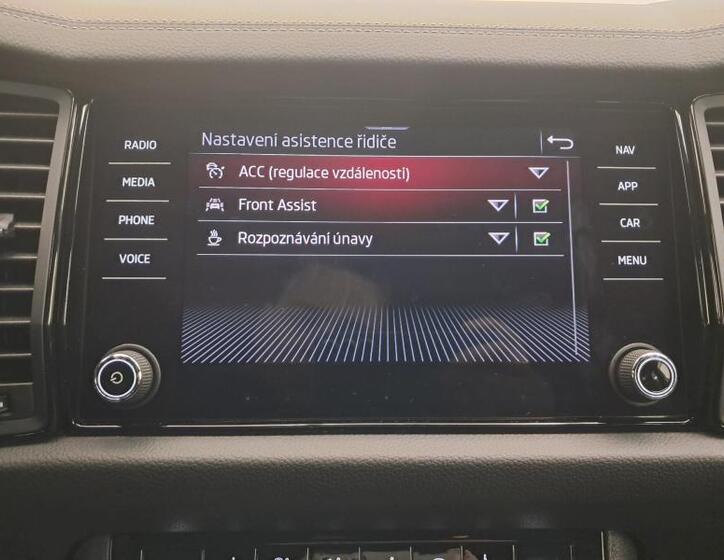 Nastavení asistence řidiče
RADIO
MEDIA
PHONE
VOICE
ACC (regulace vzdálenosti)
Front Assist
Rozpoznávání únavy
NAV
APP
CAR
MENU